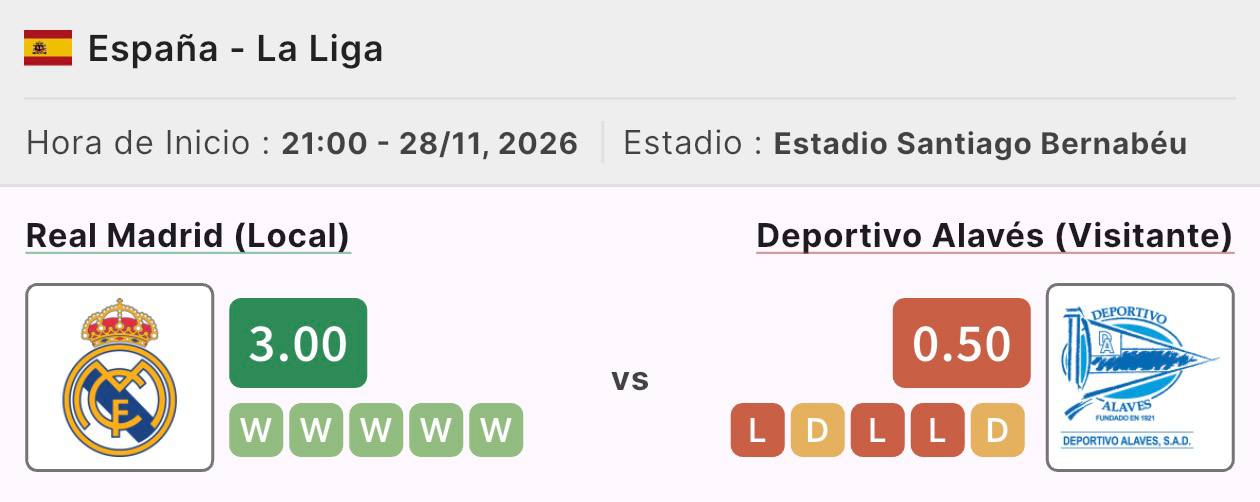 España - La Liga
Hora de Inicio : 21:00 - 28/11, 2026 Estadio : Estadio Santiago Bernabéu
Real Madrid (Local) Deportivo Alavés (Visitante)
3.00 vs 0.50
W W W W W L D L L D
DEPORTIVO
DA
ALAVES
FUNDADO EN 1921
DEPORTIVO ALAVES, S.A.D.